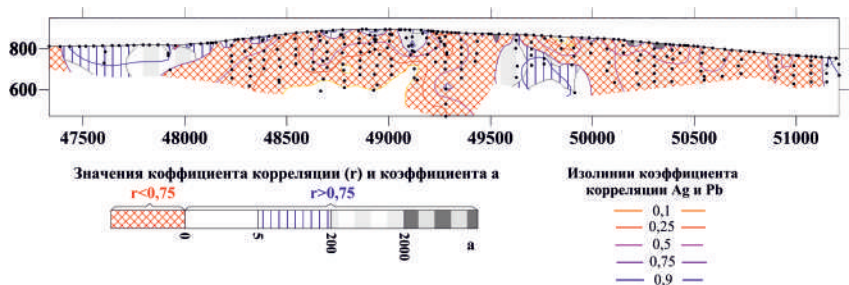 800
600
47500 48000 48500 49000 49500 50000 50500 51000
Значения коффициента корреляции (r) и коэффициента а
r<0,75 r>0,75
0 5 200 2000 а
Изолинии коэффициента
корреляции Ag и Pb
0,1
0,25
0,5
0,75
0,9